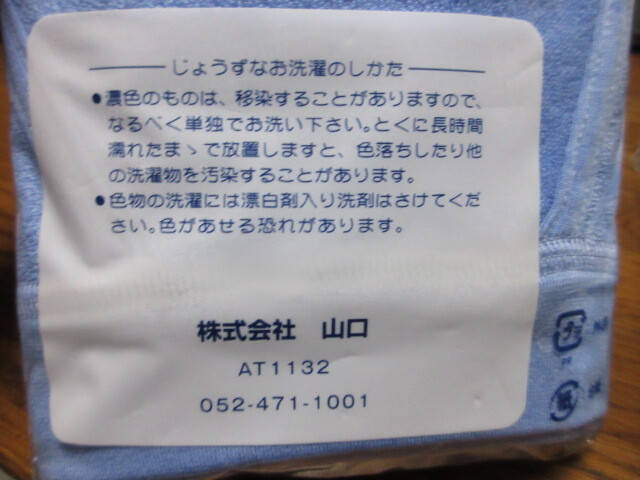 じょうずなお洗濯のしかた
●濃色のものは、移染することがありますので、
なるべく単独でお洗い下さい。とくに長時間
濡れたまゝで放置しますと、色落ちしたり他
の洗濯物を汚染することがあります。
●色物の洗濯には漂白剤入り洗剤はさけてくだ
さい。色があせる恐れがあります。
株式会社 山口
AT1132
052-471-1001
プラ
紙